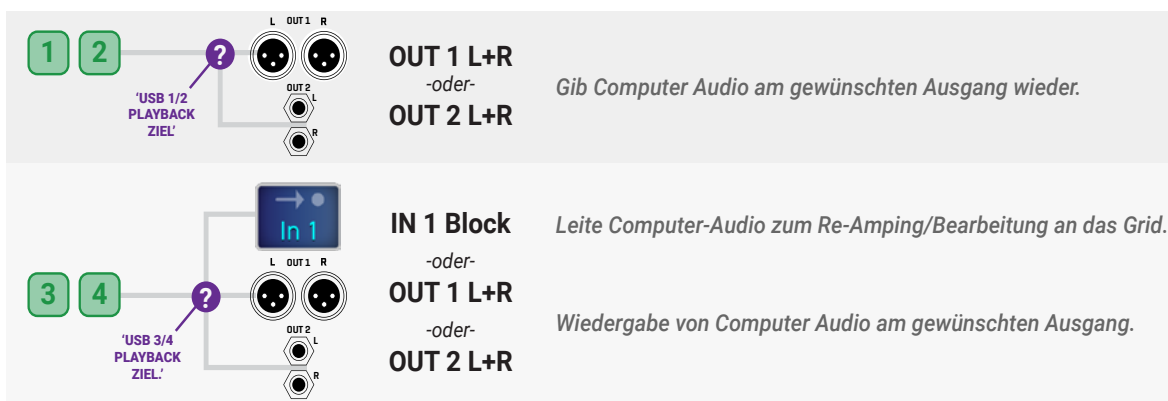 L OUT 1 R
1 2
?
OUT 1 L+R
-oder-
OUT 2 L+R
OUT 2
L
R
'USB 1/2
PLAYBACK
ZIEL'
Gib Computer Audio am gewünschten Ausgang wieder.
In 1
IN 1 Block
Leite Computer-Audio zum Re-Amping/Bearbeitung an das Grid.
L OUT 1 R
3 4
?
-oder-
OUT 1 L+R
-oder-
OUT 2 L+R
OUT 2
L
R
'USB 3/4
PLAYBACK
ZIEL.'
Wiedergabe von Computer Audio am gewünschten Ausgang.